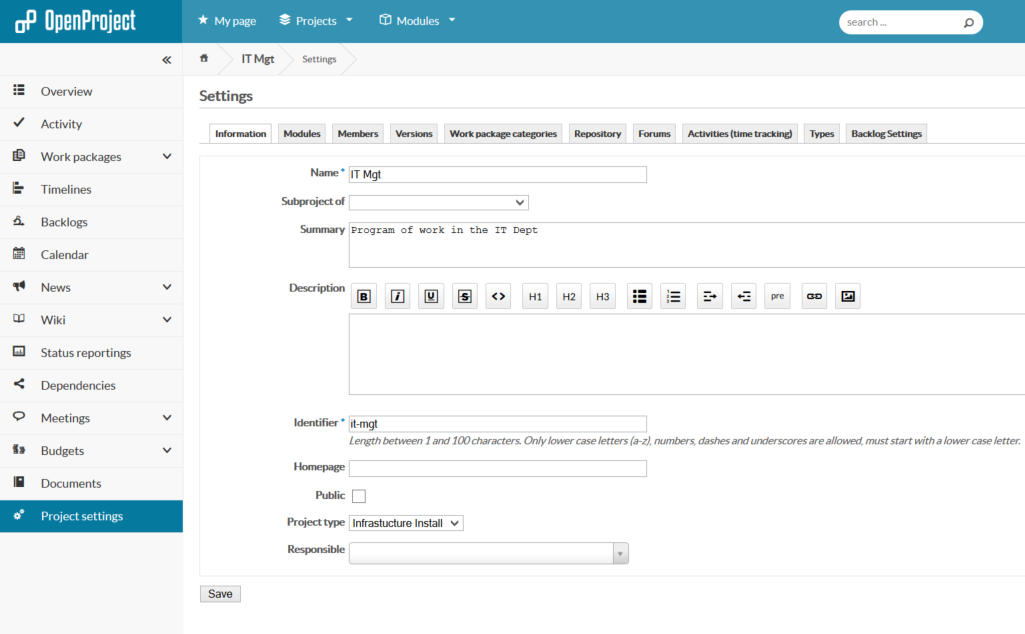 OpenProject
My page
Projects
Modules
search ...
IT Mgt
Settings
Overview
Activity
Work packages
Timelines
Backlogs
Calendar
News
Wiki
Status reportings
Dependencies
Meetings
Budgets
Documents
Project settings
Settings
Information
Modules
Members
Versions
Work package categories
Repository
Forums
Activities (time tracking)
Types
Backlog Settings
Name * IT Mgt
Subproject of
Summary Program of work in the IT Dept
Description
B I U S <> H1 H2 H3 pre
Identifier * it-mgt
Length between 1 and 100 characters. Only lower case letters (a-z), numbers, dashes and underscores are allowed, must start with a lower case letter.
Homepage
Public
Project type Infrastucture Install
Responsible
Save